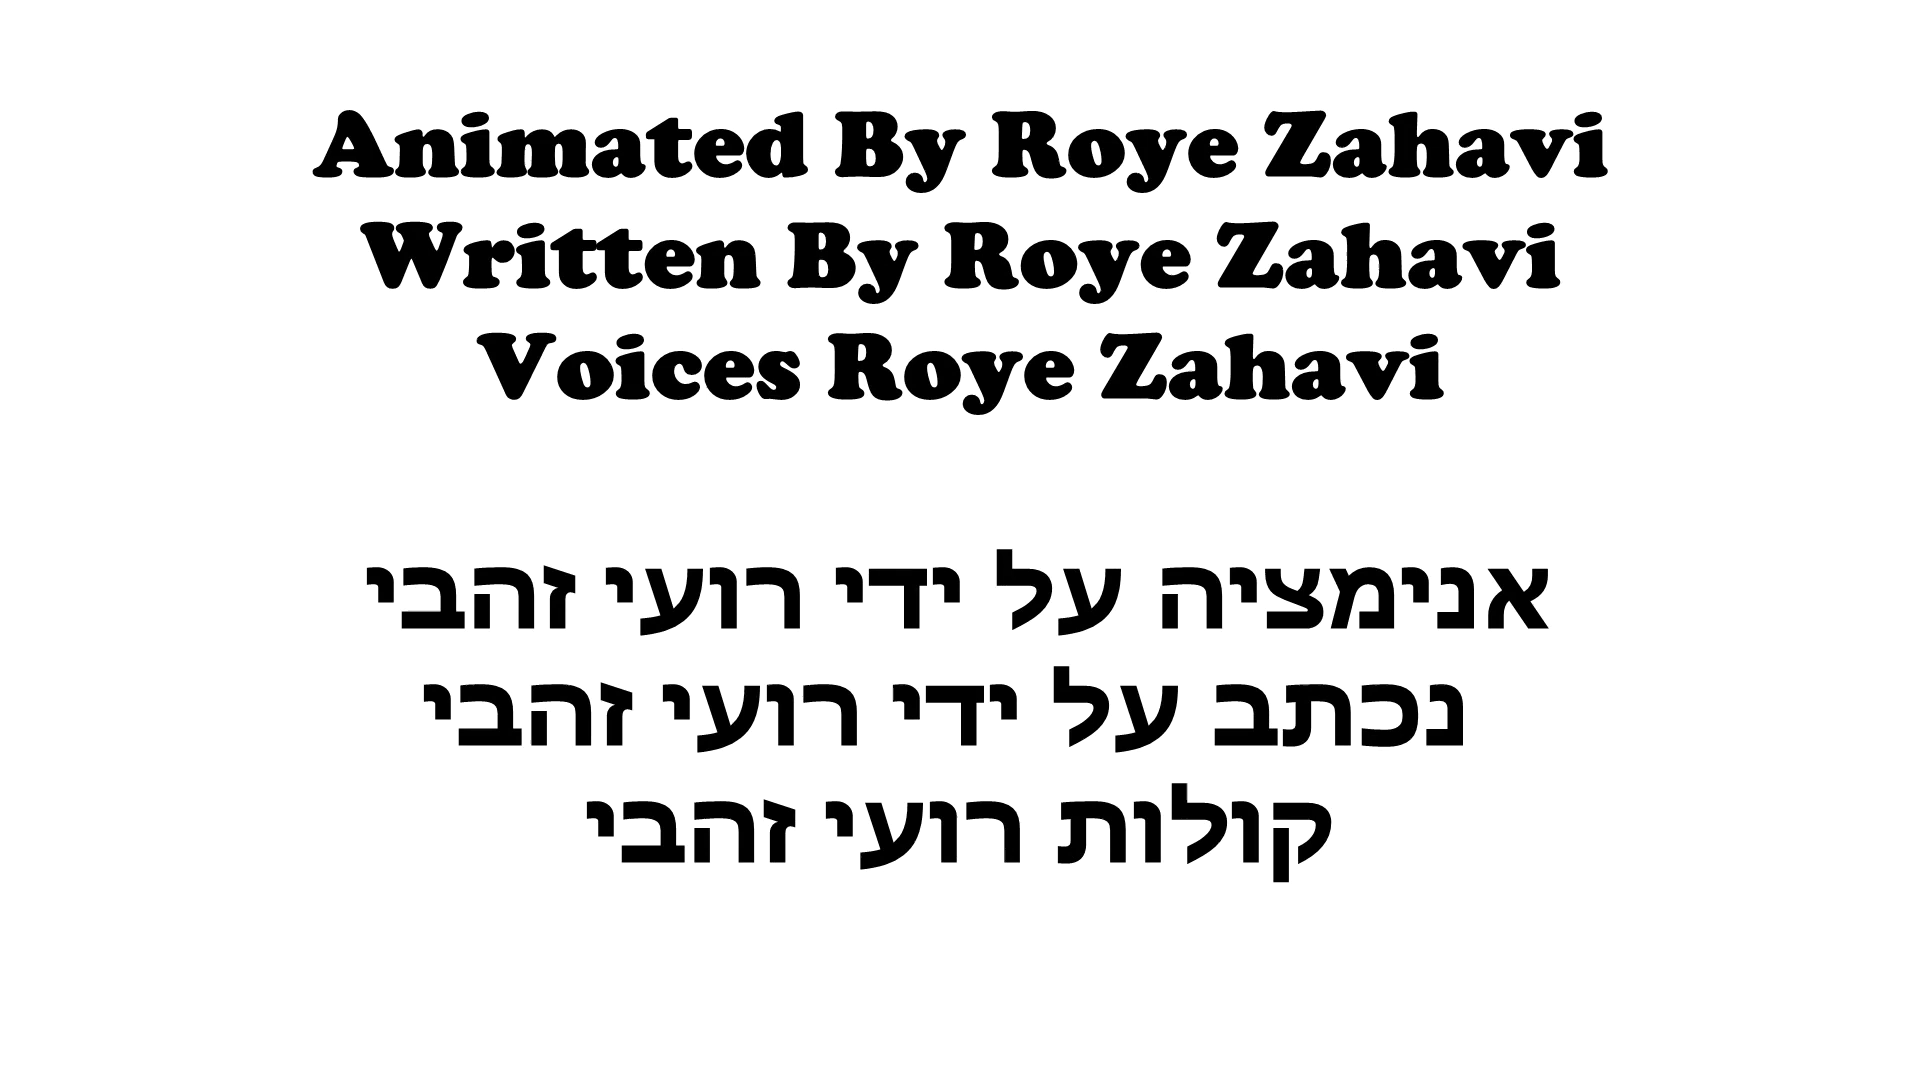 Animated By Roye Zahavi
Written By Roye Zahavi
Voices Roye Zahavi
אנימציה על ידי רועי זהבי
נכתב על ידי רועי זהבי
קולות רועי זהבי